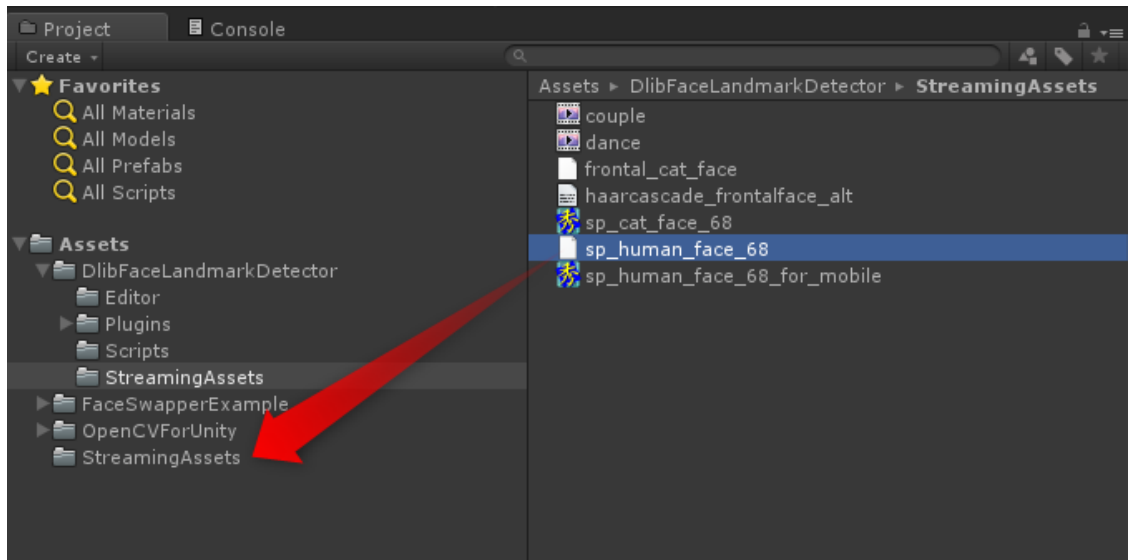 Project Console
Create
Favorites
All Materials
All Models
All Prefabs
All Scripts
Assets
DlibFaceLandmarkDetector
Editor
Plugins
Scripts
StreamingAssets
FaceSwapperExample
OpenCVForUnity
StreamingAssets
Assets ▸ DlibFaceLandmarkDetector ▸ StreamingAssets
couple
dance
frontal_cat_face
haarcascade_frontalface_alt
sp_cat_face_68
sp_human_face_68
sp_human_face_68_for_mobile